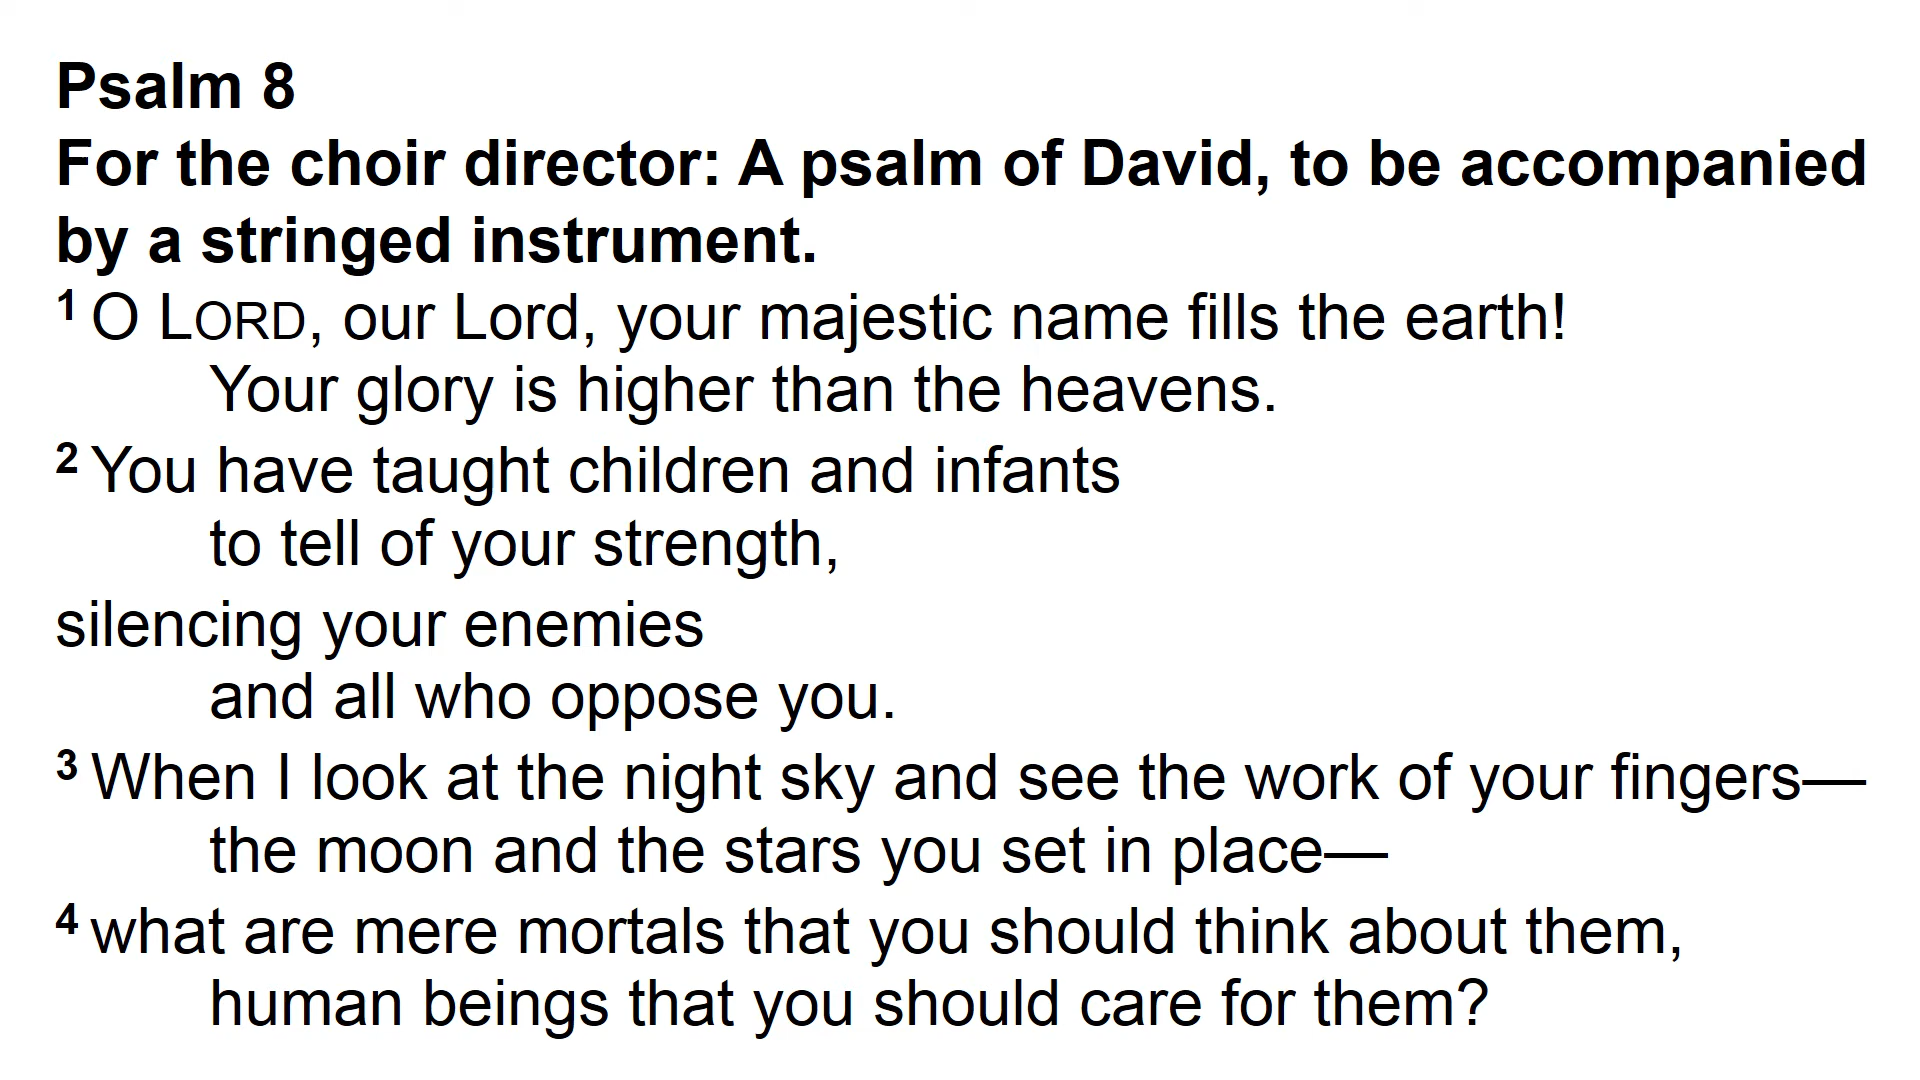 Psalm 8
For the choir director: A psalm of David, to be accompanied
by a stringed instrument.
1 O LORD, our Lord, your majestic name fills the earth!
Your glory is higher than the heavens.
2 You have taught children and infants
to tell of your strength,
silencing your enemies
and all who oppose you.
3 When I look at the night sky and see the work of your fingers—
the moon and the stars you set in place—
4 what are mere mortals that you should think about them,
human beings that you should care for them?